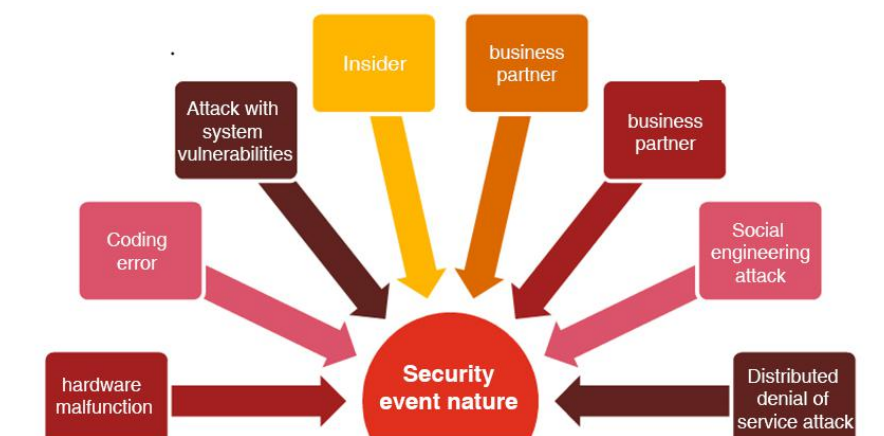 Insider
business
partner
Attack with
system
vulnerabilities
business
partner
Coding
error
Social
engineering
attack
Security
event nature
hardware
malfunction
Distributed
denial of
service attack